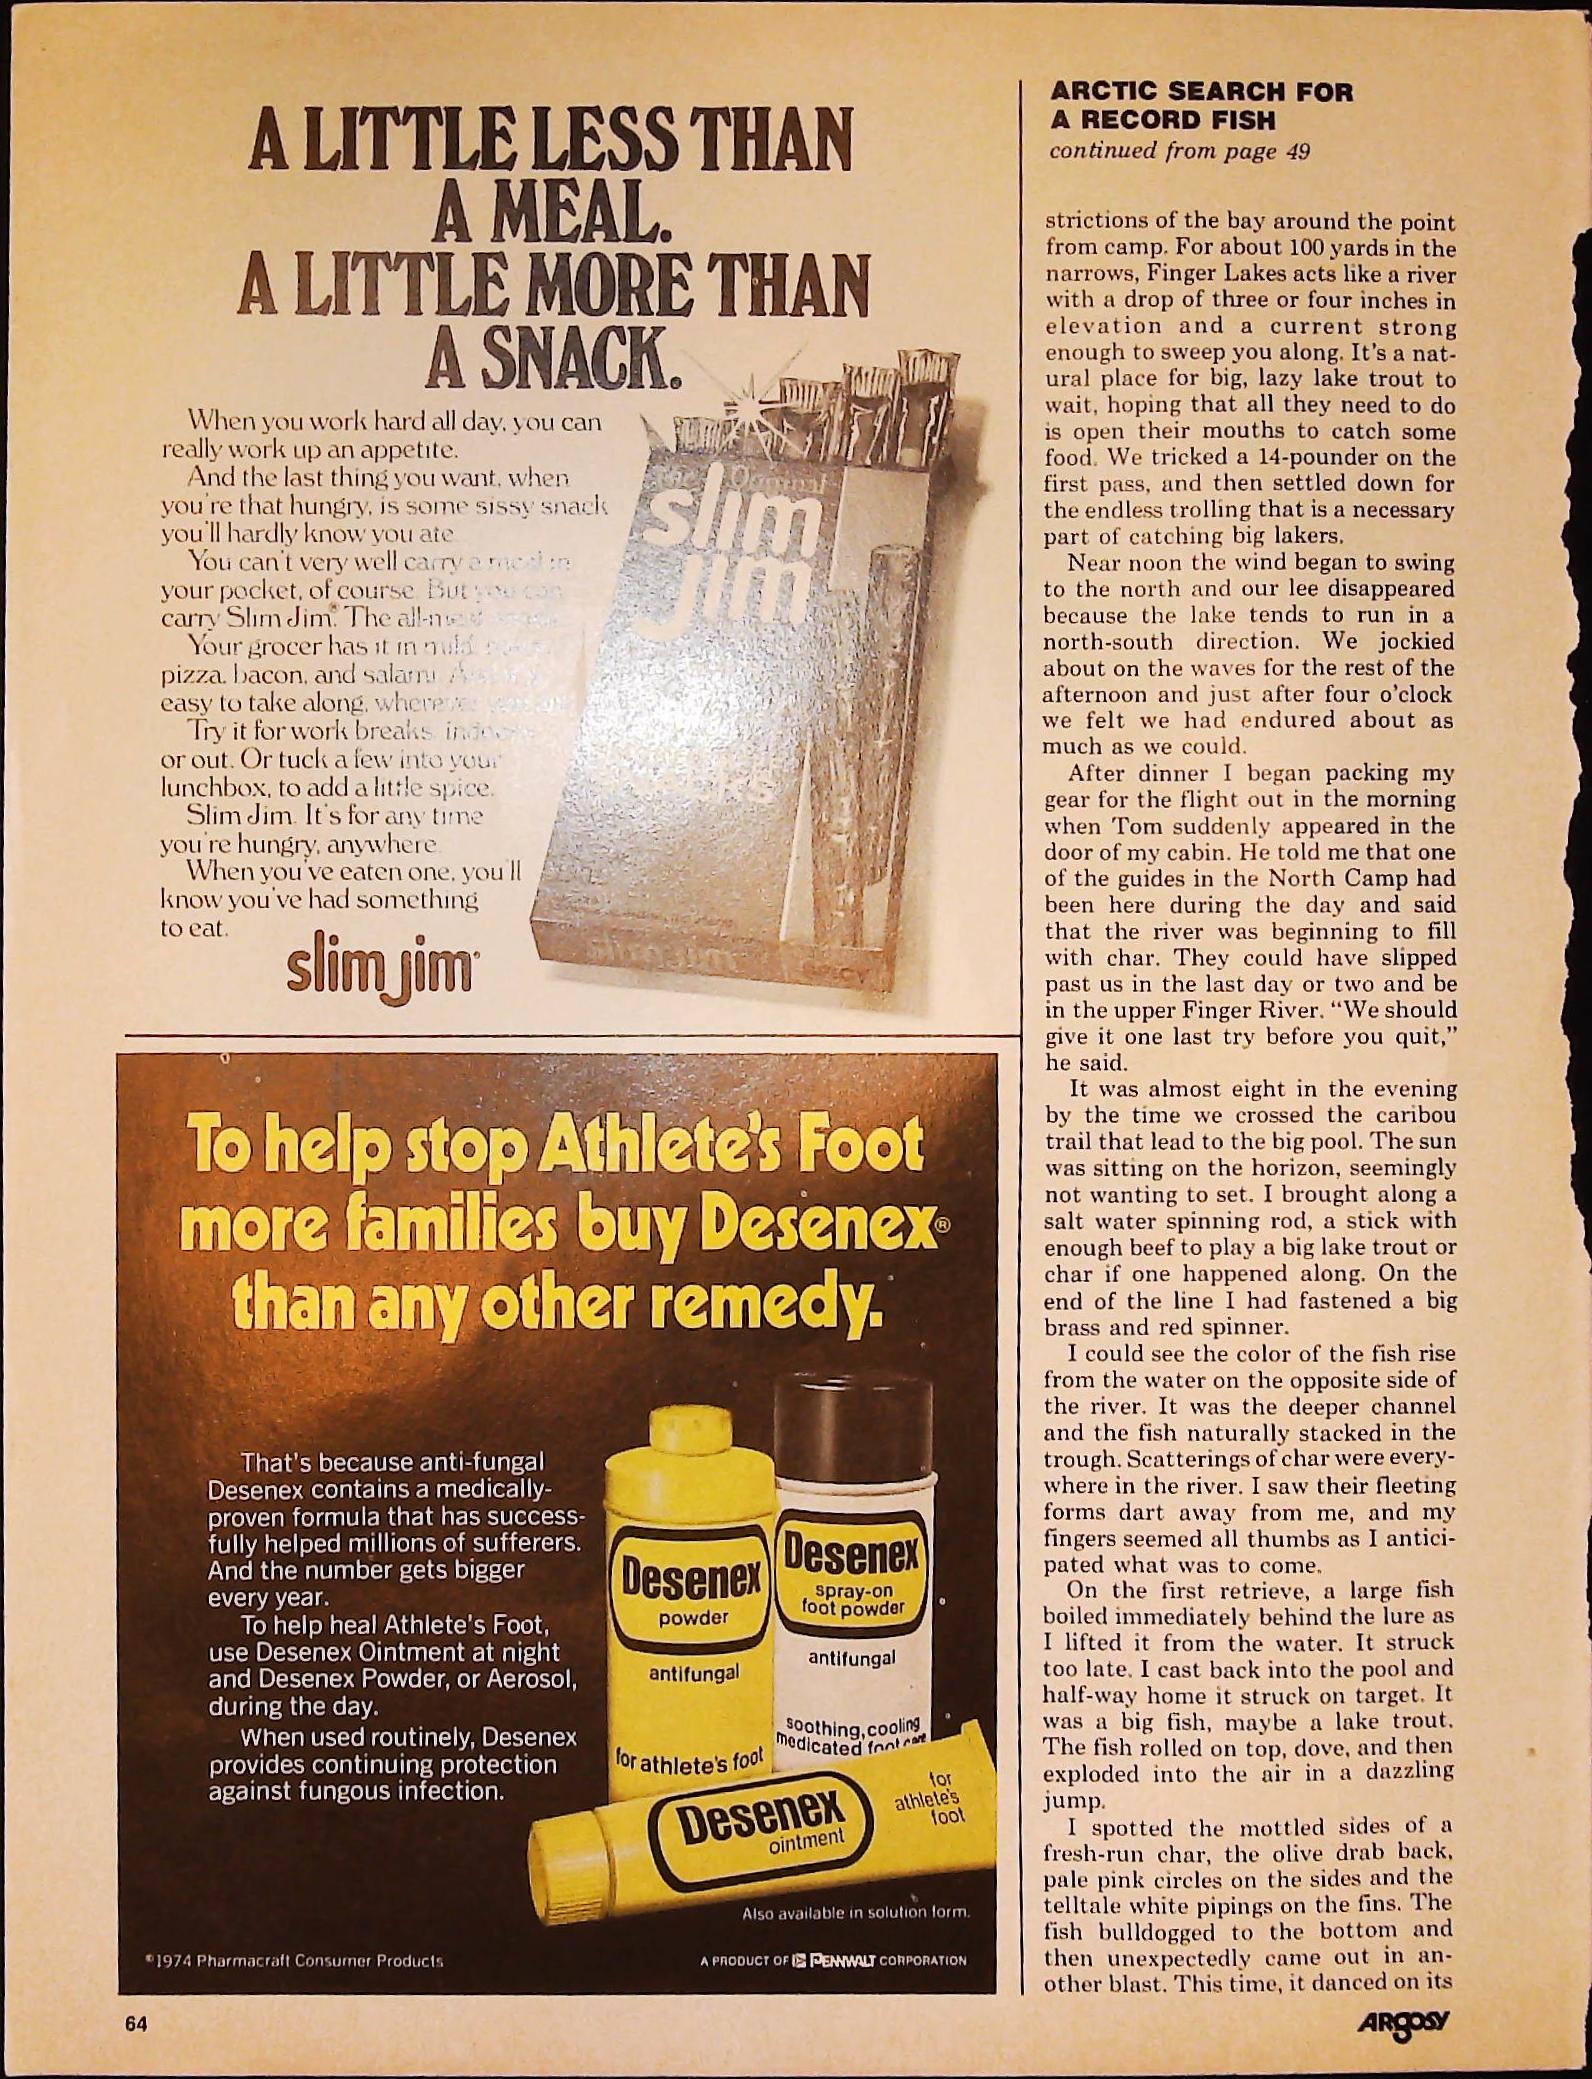 A LITTLE LESS THAN
A MEAL.
A LITTLE MORE THAN
A SNACK.
When you work hard all day, you can
really work up an appetite.
And the last thing you want, when
you're that hungry, is some sissy snack
you'll hardly know you ate
You can't very well carry a meal in
your pocket, of course. But you can
carry Slim Jim.® The all-meat
Your grocer has it in mild,
pizza, bacon, and salami.
easy to take along,
Try it for work breaks, indoors
or out. Or tuck a few into your
lunchbox, to add a little spice.
Slim Jim. It's for any time
you're hungry, anywhere.
When you've eaten one, you'll
know you've had something
to eat.
slim jim
slim
jim
To help stop Athlete's Foot
more families buy Desenex®
than any other remedy.
That's because anti-fungal
Desenex contains a medically-
proven formula that has success-
fully helped millions of sufferers.
And the number gets bigger
every year.
To help heal Athlete's Foot,
use Desenex Ointment at night
and Desenex Powder, or Aerosol,
during the day.
When used routinely, Desenex
provides continuing protection
against fungous infection.
Desenex
powder
antifungal
for athlete's foot
Desenex
spray-on
foot powder
antifungal
soothing, cooling
medicated foot care
Desenex
ointment
for
athlete's
foot
Also available in solution form.
©1974 Pharmacraft Consumer Products
A PRODUCT OF PENNWALT CORPORATION
ARCTIC SEARCH FOR
A RECORD FISH
continued from page 49
strictions of the bay around the point
from camp. For about 100 yards in the
narrows, Finger Lakes acts like a river
with a drop of three or four inches in
elevation and a current strong
enough to sweep you along. It's a nat-
ural place for big, lazy lake trout to
wait, hoping that all they need to do
is open their mouths to catch some
food. We tricked a 14-pounder on the
first pass, and then settled down for
the endless trolling that is a necessary
part of catching big lakers.
Near noon the wind began to swing
to the north and our lee disappeared
because the lake tends to run in a
north-south direction. We jockied
about on the waves for the rest of the
afternoon and just after four o'clock
we felt we had endured about as
much as we could.
After dinner I began packing my
gear for the flight out in the morning
when Tom suddenly appeared in the
door of my cabin. He told me that one
of the guides in the North Camp had
been here during the day and said
that the river was beginning to fill
with char. They could have slipped
past us in the last day or two and be
in the upper Finger River. "We should
give it one last try before you quit,"
he said.
It was almost eight in the evening
by the time we crossed the caribou
trail that lead to the big pool. The sun
was sitting on the horizon, seemingly
not wanting to set. I brought along a
salt water spinning rod, a stick with
enough beef to play a big lake trout or
char if one happened along. On the
end of the line I had fastened a big
brass and red spinner.
I could see the color of the fish rise
from the water on the opposite side of
the river. It was the deeper channel
and the fish naturally stacked in the
trough. Scatterings of char were every-
where in the river. I saw their fleeting
forms dart away from me, and my
fingers seemed all thumbs as I antici-
pated what was to come.
On the first retrieve, a large fish
boiled immediately behind the lure as
I lifted it from the water. It struck
too late. I cast back into the pool and
half-way home it struck on target. It
was a big fish, maybe a lake trout.
The fish rolled on top, dove, and then
exploded into the air in a dazzling
jump.
I spotted the mottled sides of a
fresh-run char, the olive drab back,
pale pink circles on the sides and the
telltale white pipings on the fins. The
fish bulldogged to the bottom and
then unexpectedly came out in an-
other blast. This time, it danced on its
64
ARGOSY